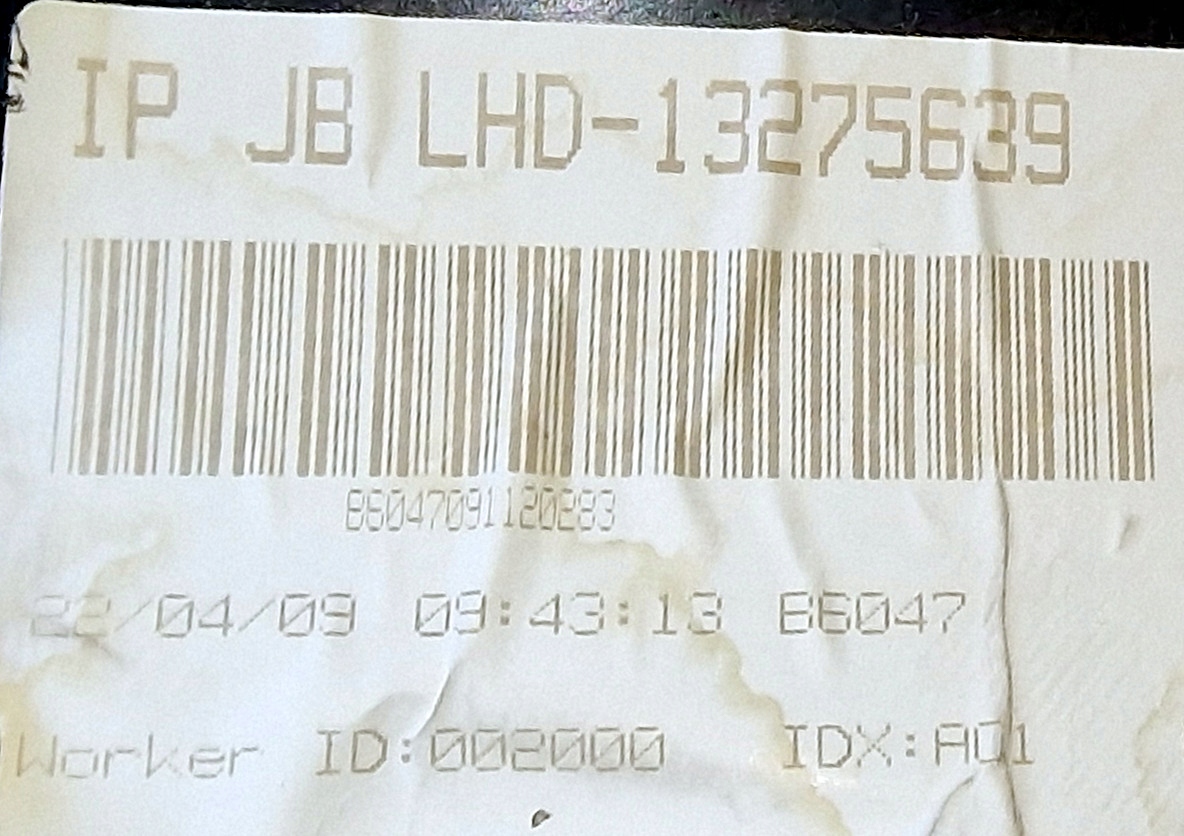 IP JB LHD-13275639
86047091120283
22/04/09 09:43:13 86047
Worker ID:002000 IDX:A01